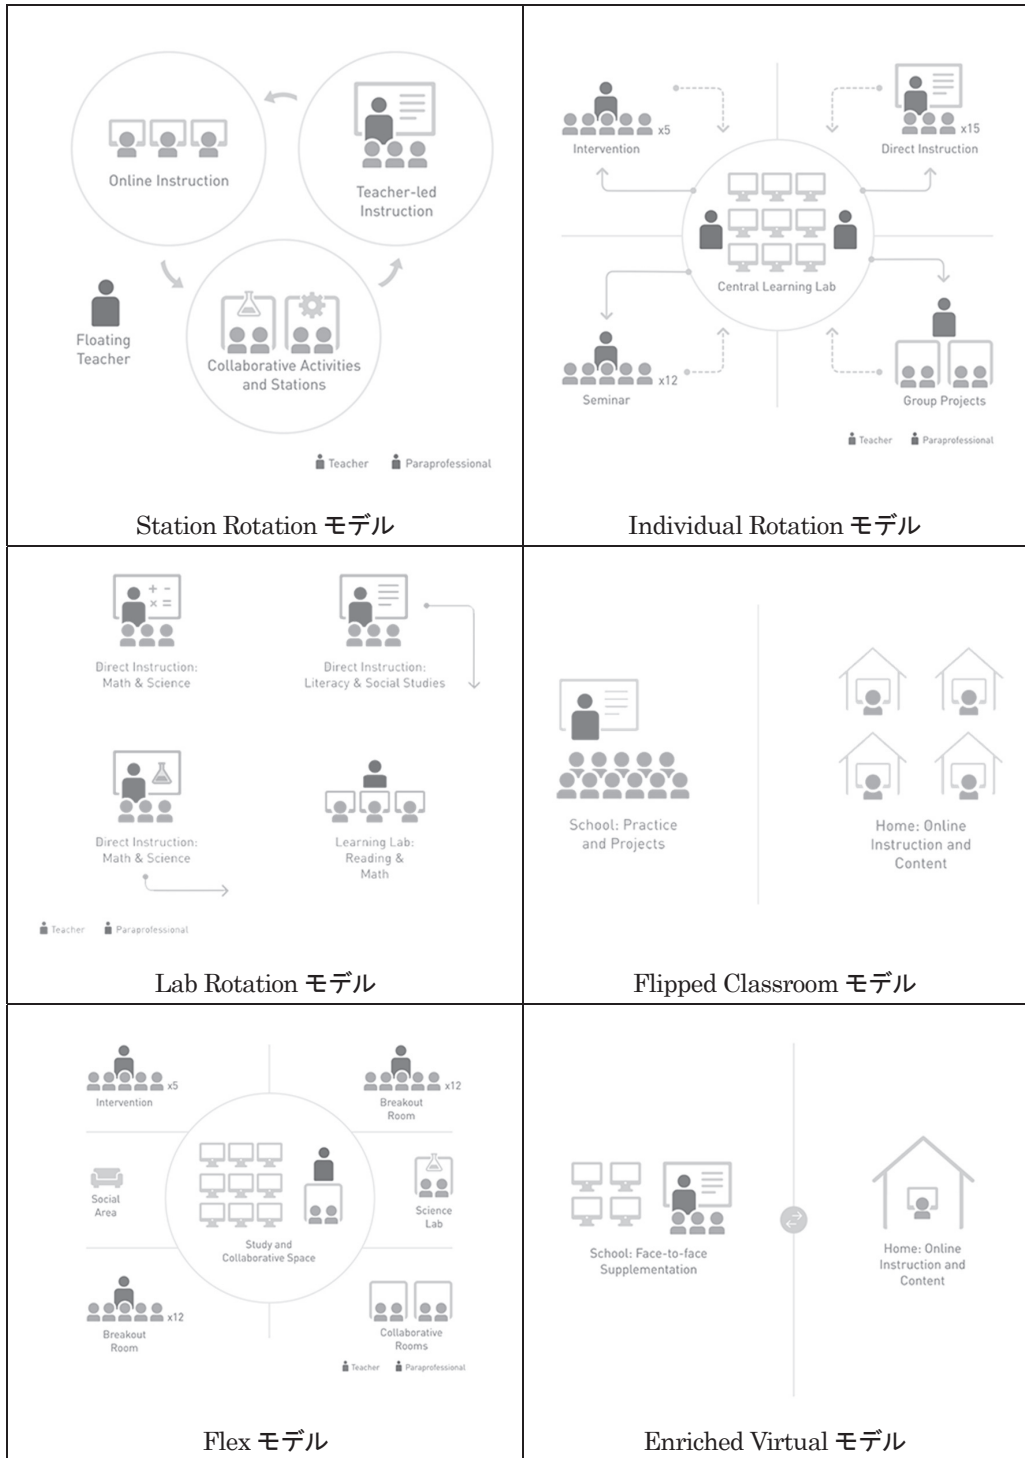 Online Instruction
Teacher-led
Instruction
Floating
Teacher
Collaborative Activities
and Stations
Teacher
Paraprofessional
Station Rotation モデル
Intervention
x5
Direct Instruction
x15
Central Learning Lab
Seminar
x12
Group Projects
Teacher
Paraprofessional
Individual Rotation モデル
Direct Instruction:
Math & Science
Direct Instruction:
Literacy & Social Studies
Direct Instruction:
Math & Science
Learning Lab:
Reading &
Math
Teacher
Paraprofessional
Lab Rotation モデル
School: Practice
and Projects
Home: Online
Instruction and
Content
Flipped Classroom モデル
x5
Intervention
x12
Breakout
Room
Social
Area
Study and
Collaborative Space
Science
Lab
x12
Breakout
Room
Collaborative
Rooms
Teacher
Paraprofessional
Flex モデル
School: Face-to-face
Supplementation
Home: Online
Instruction and
Content
Enriched Virtual モデル